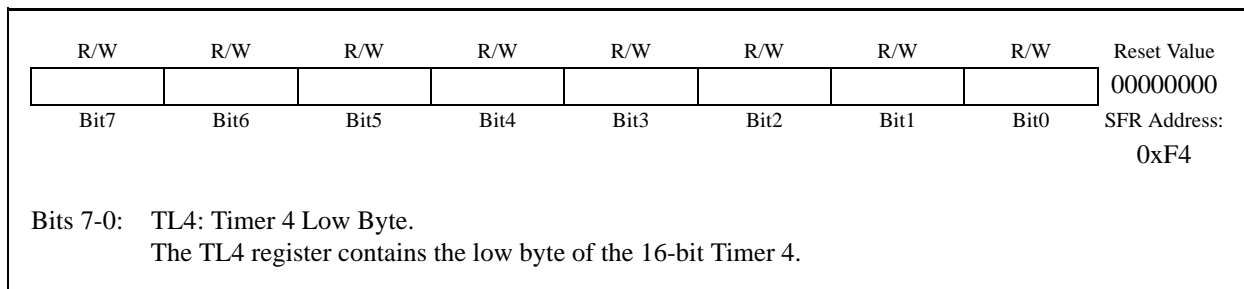 R/W R/W R/W R/W R/W R/W R/W R/W Reset Value
00000000
Bit7 Bit6 Bit5 Bit4 Bit3 Bit2 Bit1 Bit0 SFR Address:
0xF4
Bits 7-0: TL4: Timer 4 Low Byte.
The TL4 register contains the low byte of the 16-bit Timer 4.